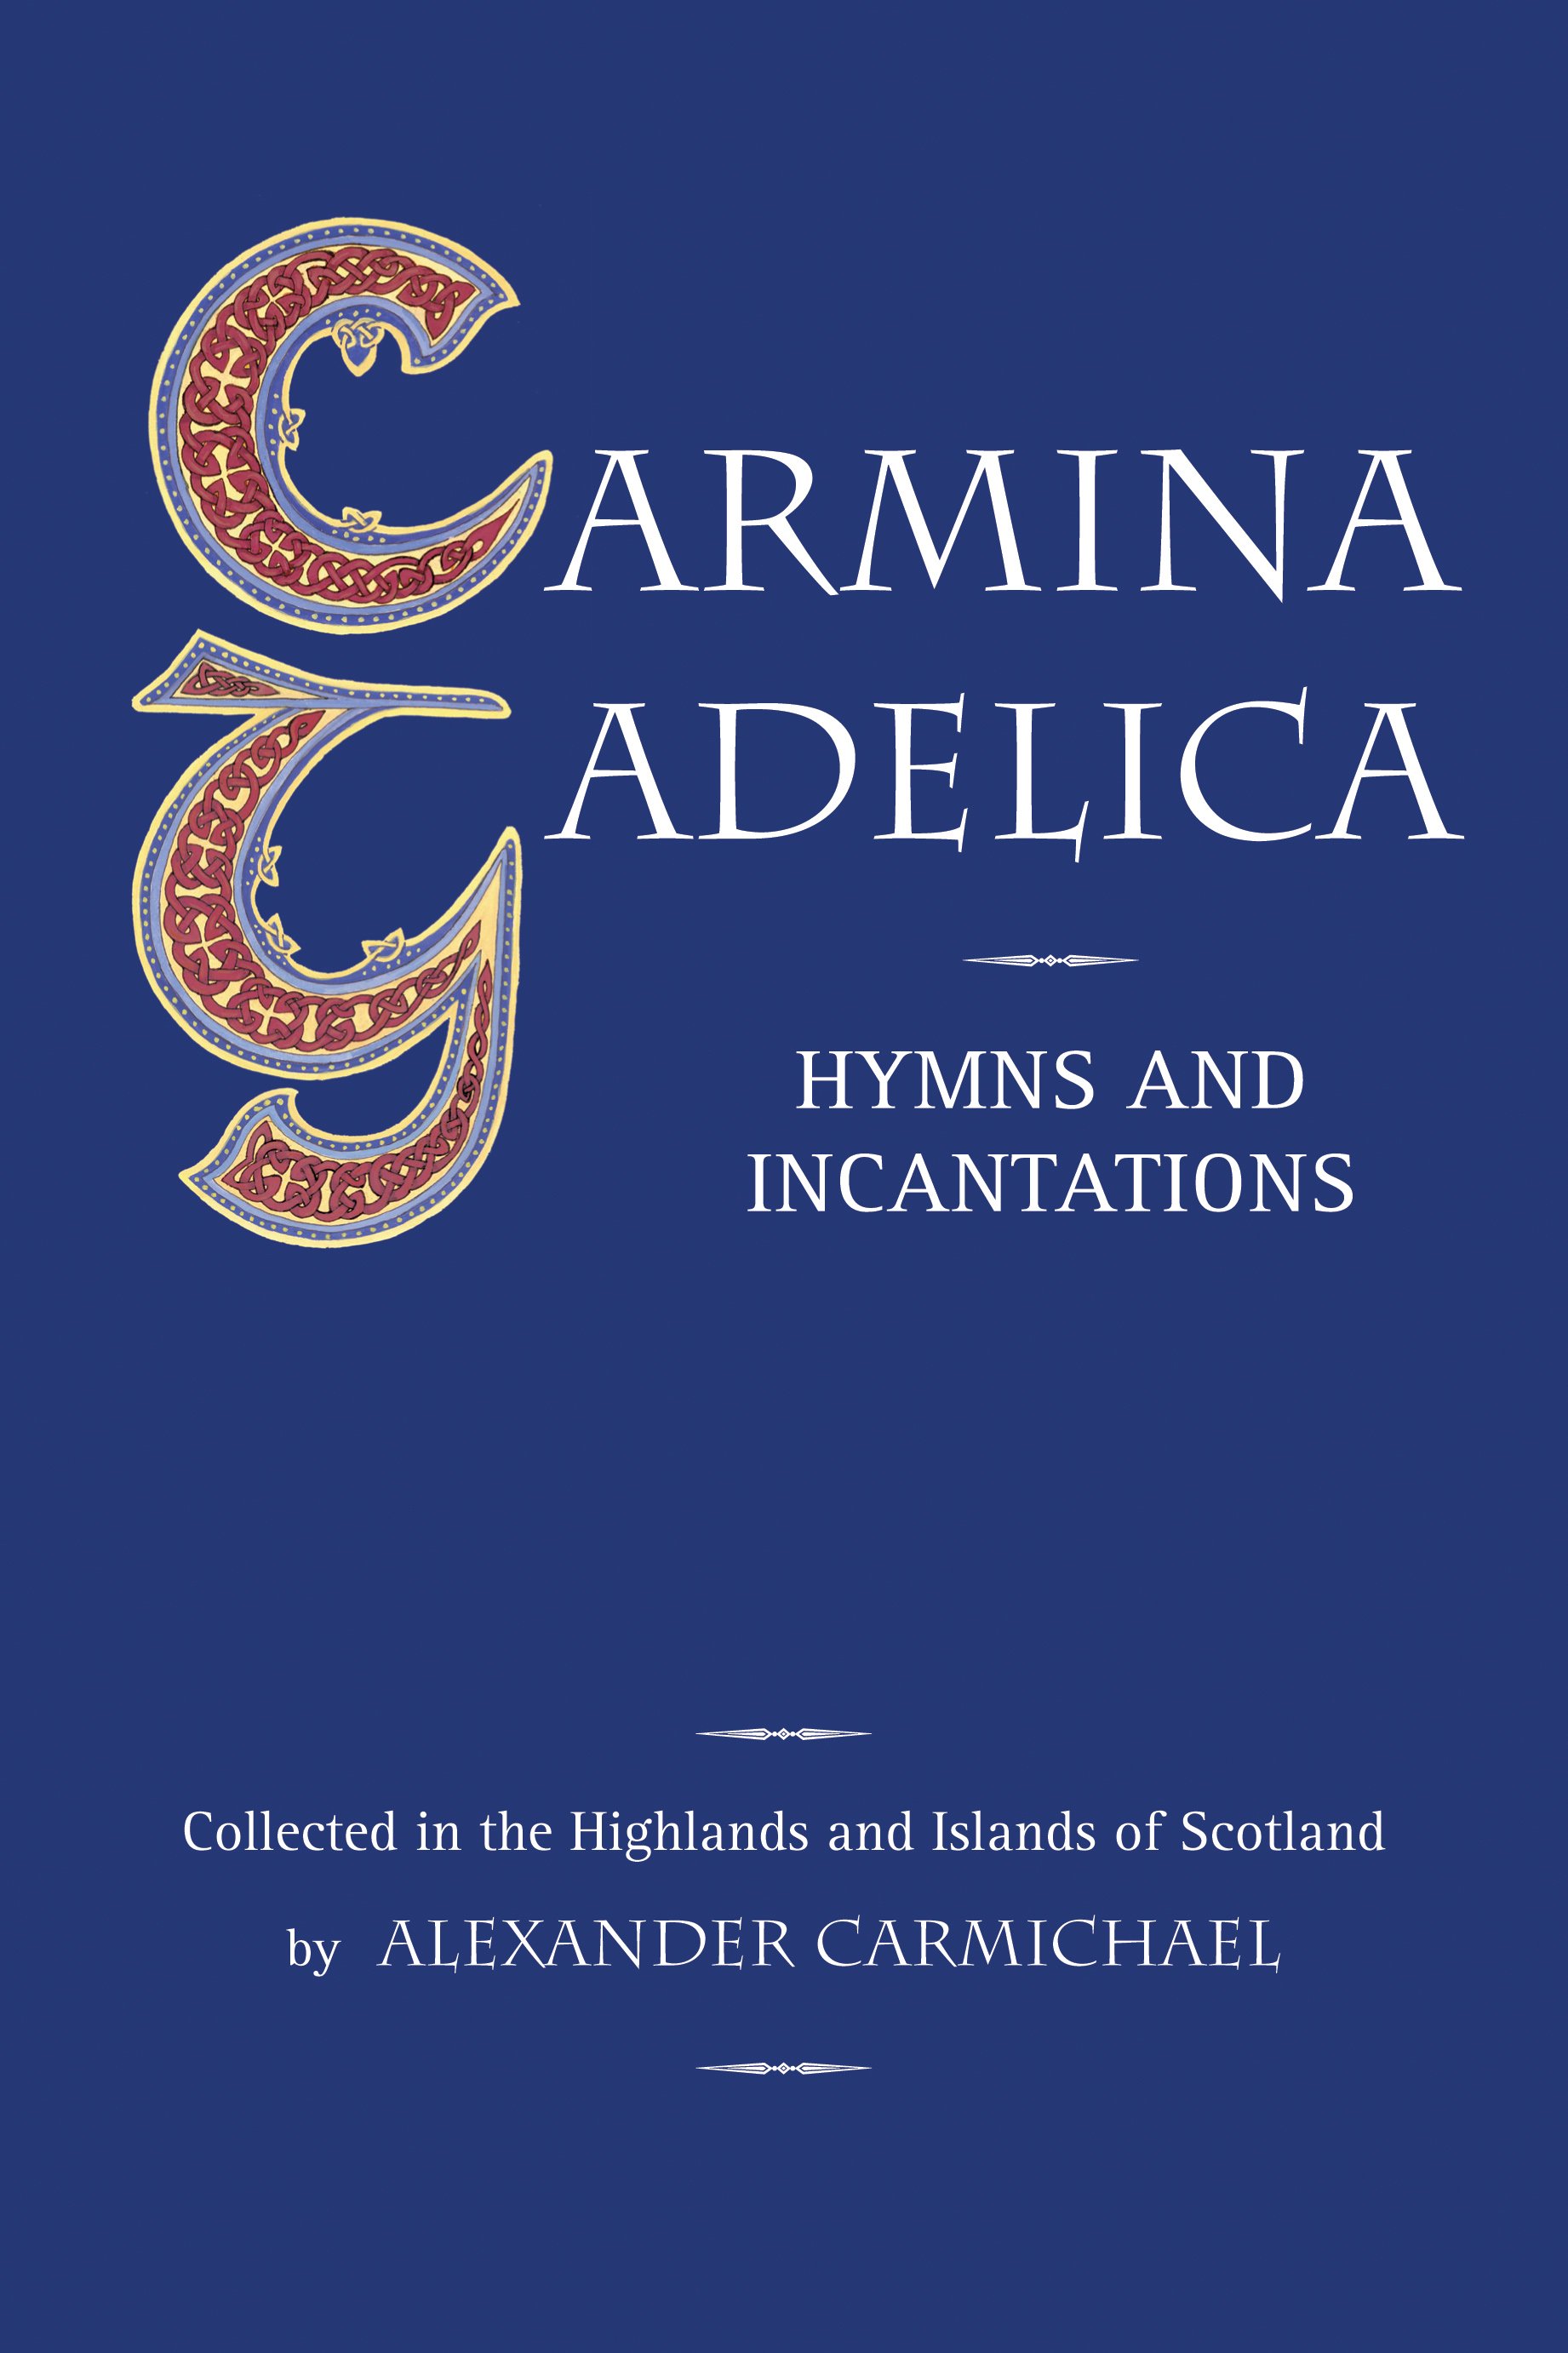 CARMINA
GADELICA
HYMNS AND
INCANTATIONS
Collected in the Highlands and Islands of Scotland
by ALEXANDER CARMICHAEL